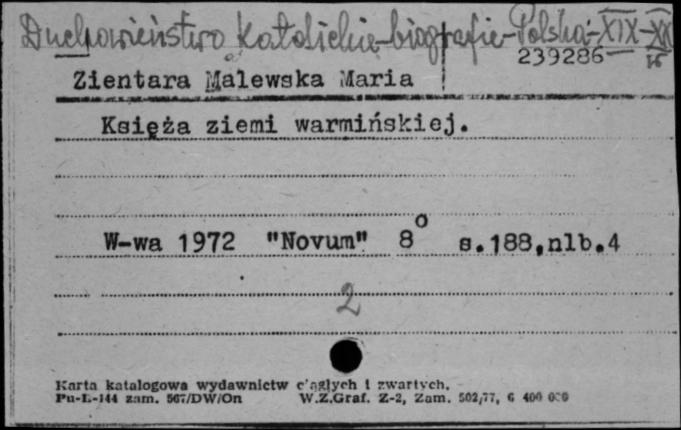 Duchowieństwo katolickie-biografie-Polska-XIX-XX
239286
Zientara Malewska Maria
Księża ziemi warmińskiej.
W-wa 1972 "Novum" 8° s.188,nlb.4
2
Karta katalogowa wydawnictw ciągłych i zwartych.
Pu-L-144 zam. 567/DW/On W.Z.Graf. Z-2, Zam. 502/77, 6 400 000